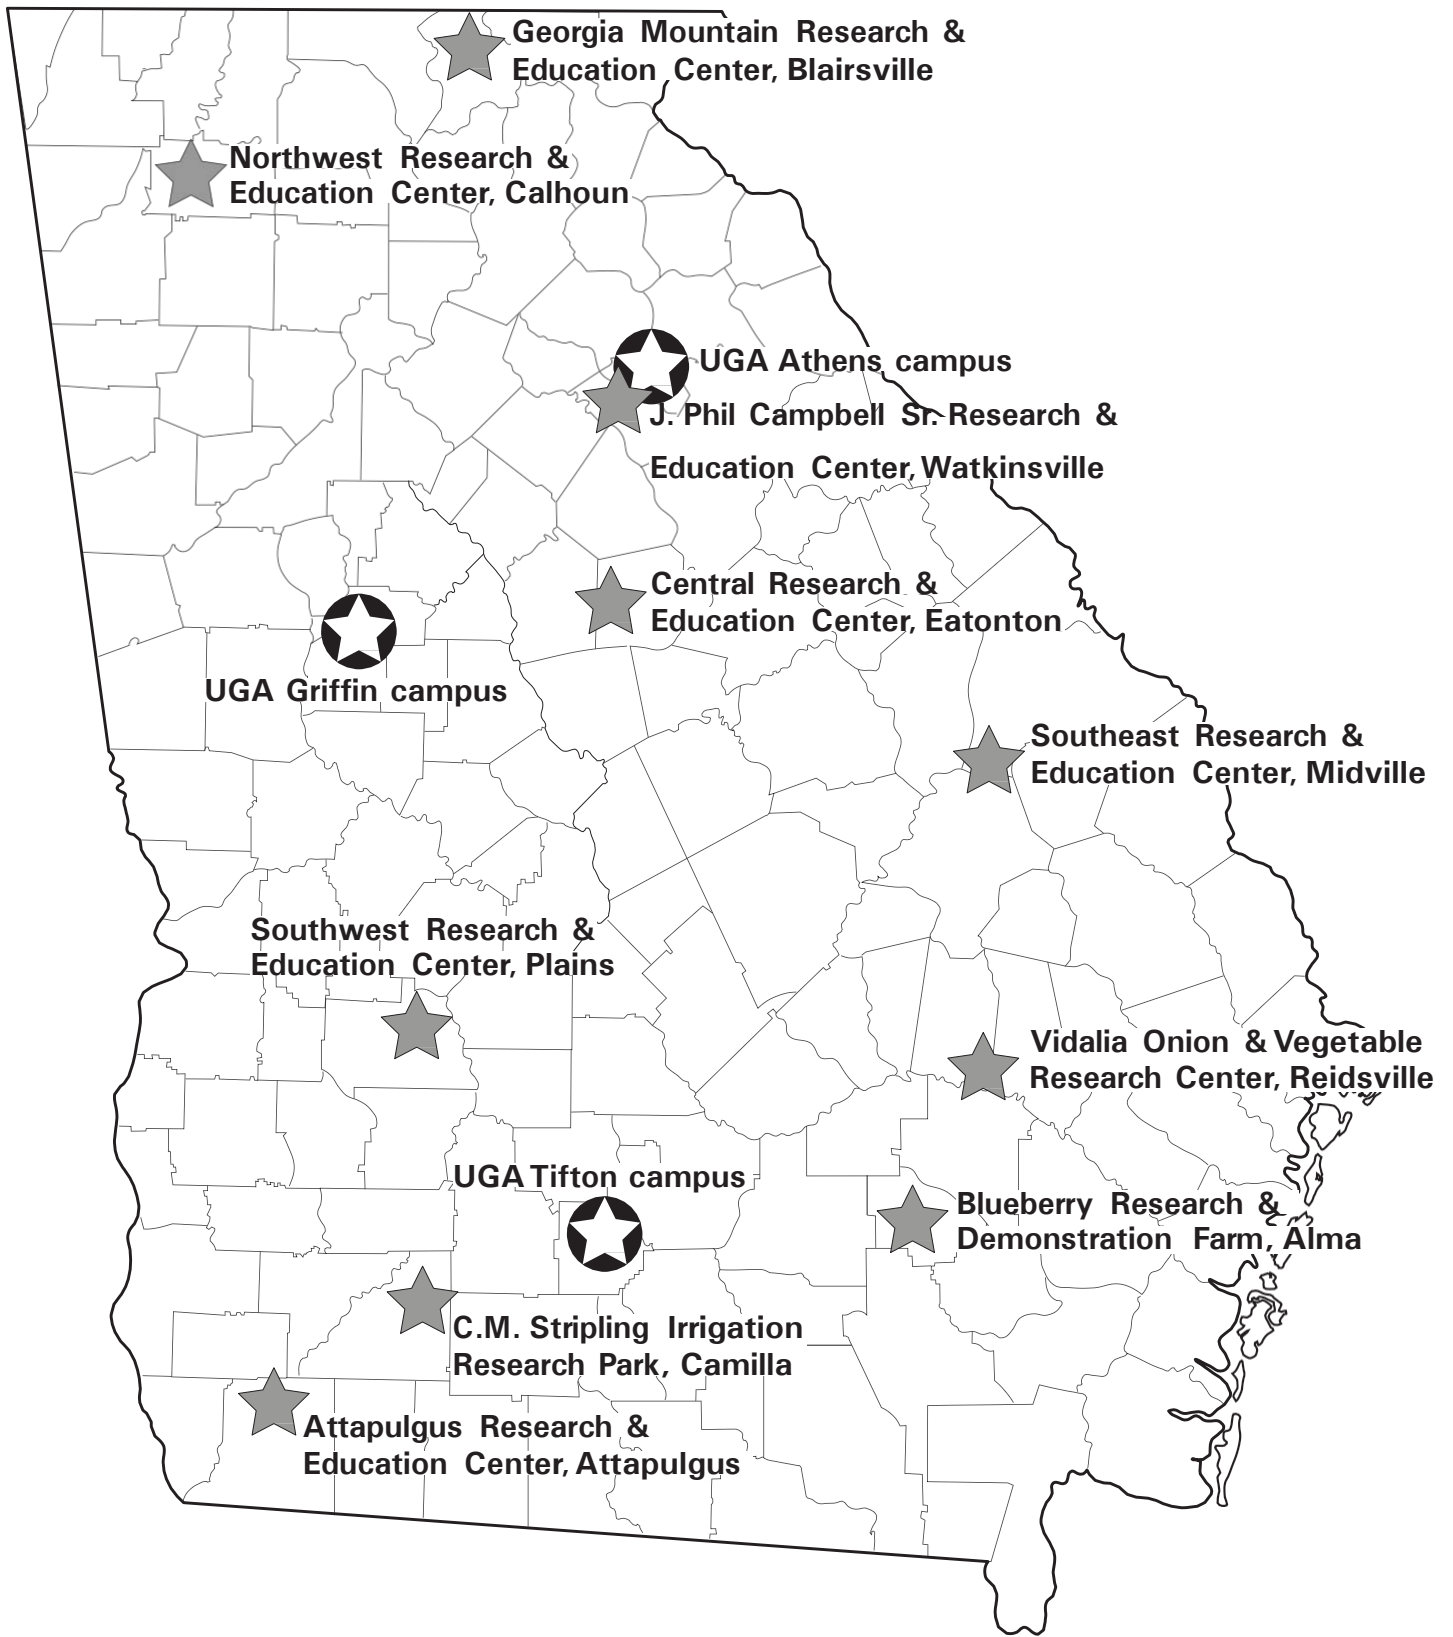 Georgia Mountain Research &
Education Center, Blairsville
Northwest Research &
Education Center, Calhoun
UGA Athens campus
J. Phil Campbell Sr. Research &
Education Center, Watkinsville
Central Research &
Education Center, Eatonton
UGA Griffin campus
Southeast Research &
Education Center, Midville
Southwest Research &
Education Center, Plains
Vidalia Onion & Vegetable
Research Center, Reidsville
UGA Tifton campus
Blueberry Research &
Demonstration Farm, Alma
C.M. Stripling Irrigation
Research Park, Camilla
Attapulgus Research &
Education Center, Attapulgus